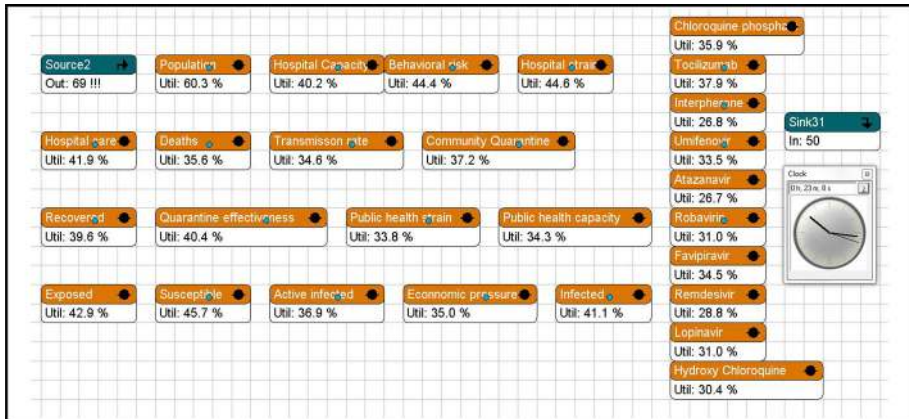 Chloroquine phosphate
Util: 35.9 %
Source2
Out: 69 !!!
Population
Util: 60.3 %
Hospital Capacity
Util: 40.2 %
Behavioral risk
Util: 44.4 %
Hospital strain
Util: 44.6 %
Tocilizumab
Util: 37.9 %
Interpherone
Util: 26.8 %
Sink31
In: 50
Hospital care
Util: 41.9 %
Deaths
Util: 35.6 %
Transmisson rate
Util: 34.6 %
Community Quarantine
Util: 37.2 %
Umifenovir
Util: 33.5 %
Atazanavir
Util: 26.7 %
Clock
0 h, 23 m, 8 s
Recovered
Util: 39.6 %
Quarantine effectiveness
Util: 40.4 %
Public health strain
Util: 33.8 %
Public health capacity
Util: 34.3 %
Robavirin
Util: 31.0 %
Favipiravir
Util: 34.5 %
Exposed
Util: 42.9 %
Susceptible
Util: 45.7 %
Active infected
Util: 36.9 %
Econnomic pressure
Util: 35.0 %
Infected
Util: 41.1 %
Remdesivir
Util: 28.8 %
Lopinavir
Util: 31.0 %
Hydroxy Chloroquine
Util: 30.4 %